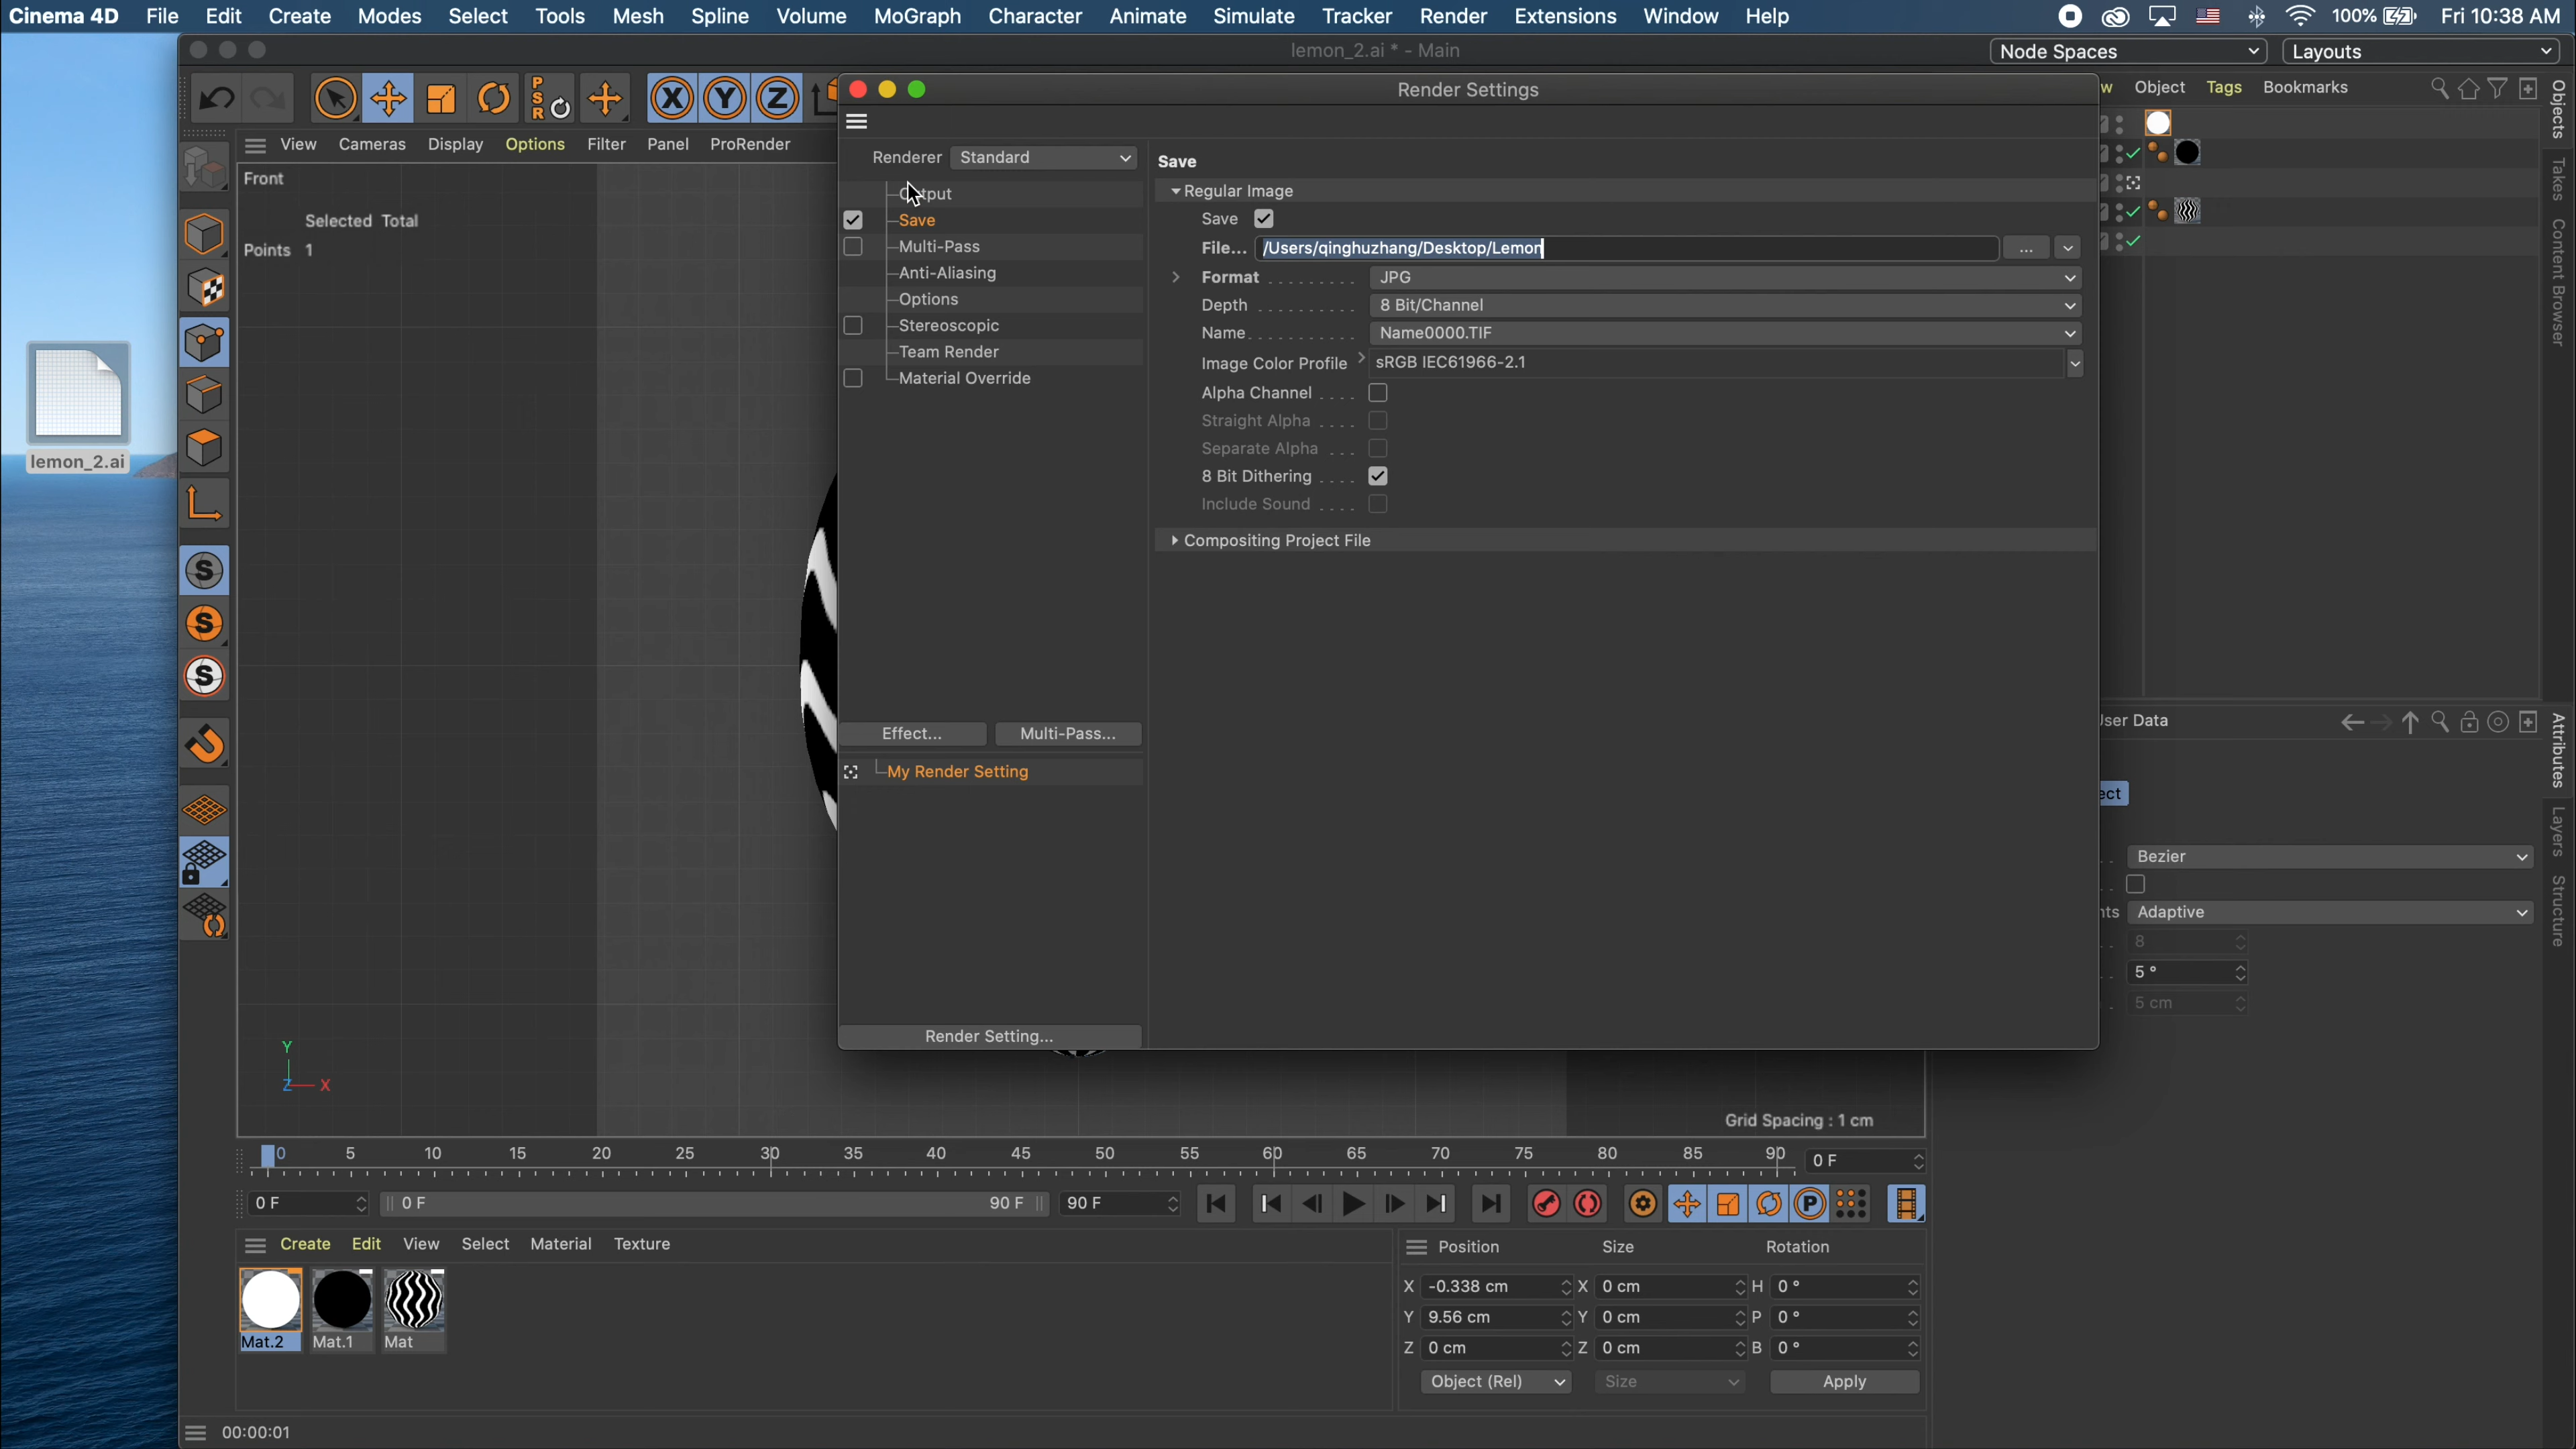 Cinema 4D File Edit Create Modes Select Tools Mesh Spline Volume MoGraph Character Animate Simulate Tracker Render Extensions Window Help 100% Fri 10:38 AM
lemon_2.ai * - Main
Node Spaces Layouts
PSR X Y Z
Render Settings
Object Tags Bookmarks
View Cameras Display Options Filter Panel ProRender
Renderer Standard
Front
Selected Total
Points 1
Output
Save
Multi-Pass
Anti-Aliasing
Options
Stereoscopic
Team Render
Material Override
Save
Regular Image
Save
File... /Users/qinghuzhang/Desktop/Lemon ...
Format JPG
Depth 8 Bit/Channel
Name Name0000.TIF
Image Color Profile sRGB IEC61966-2.1
Alpha Channel
Straight Alpha
Separate Alpha
8 Bit Dithering
Include Sound
Compositing Project File
lemon_2.ai
Effect... Multi-Pass...
My Render Setting
Render Setting...
Objects
Takes
Content Browser
Attributes
Layers
Structure
User Data
Bezier
Adaptive
8
5 °
5 cm
Y
Z X
Grid Spacing : 1 cm
0 5 10 15 20 25 30 35 40 45 50 55 60 65 70 75 80 85 90 0 F
0 F 0 F 90 F 90 F P
Create Edit View Select Material Texture
Mat.2 Mat.1 Mat
Position Size Rotation
X -0.338 cm X 0 cm H 0 °
Y 9.56 cm Y 0 cm P 0 °
Z 0 cm Z 0 cm B 0 °
Object (Rel) Size Apply
00:00:01